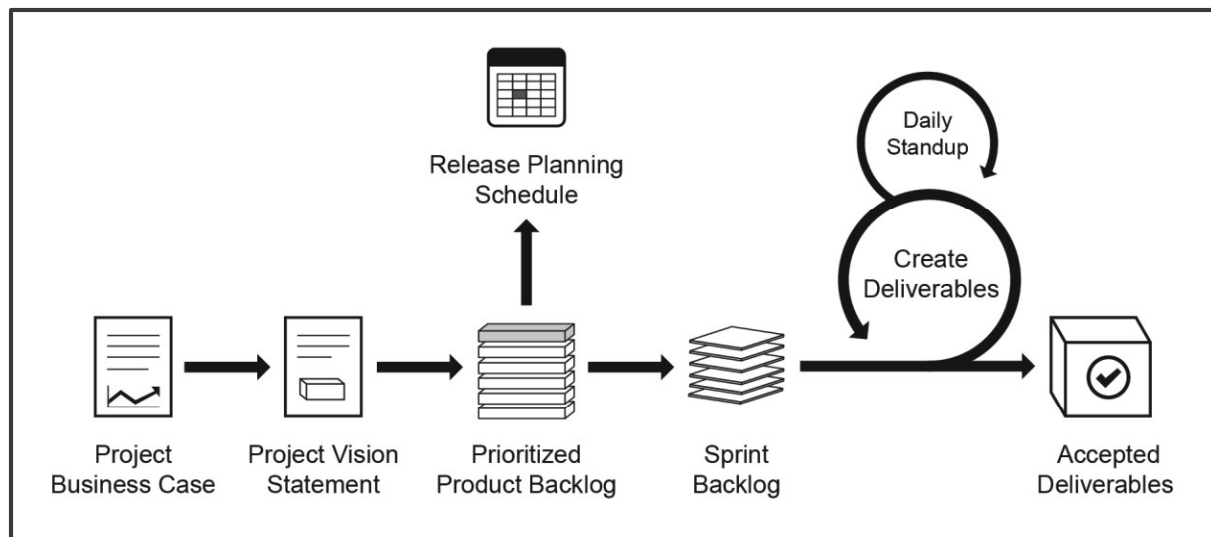 Daily
Standup
Release Planning
Schedule
Create
Deliverables
Project
Business Case
Project Vision
Statement
Prioritized
Product Backlog
Sprint
Backlog
Accepted
Deliverables